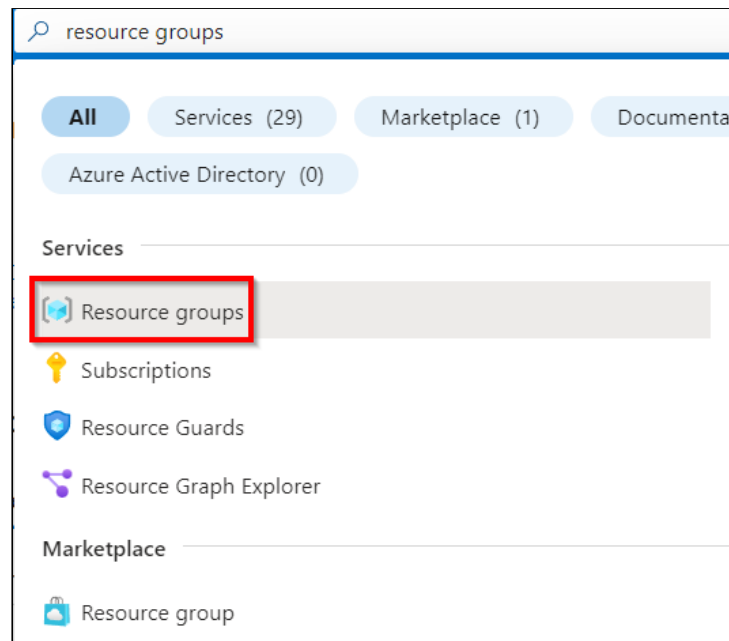 resource groups
All Services (29) Marketplace (1) Documenta
Azure Active Directory (0)
Services
Resource groups
Subscriptions
Resource Guards
Resource Graph Explorer
Marketplace
Resource group